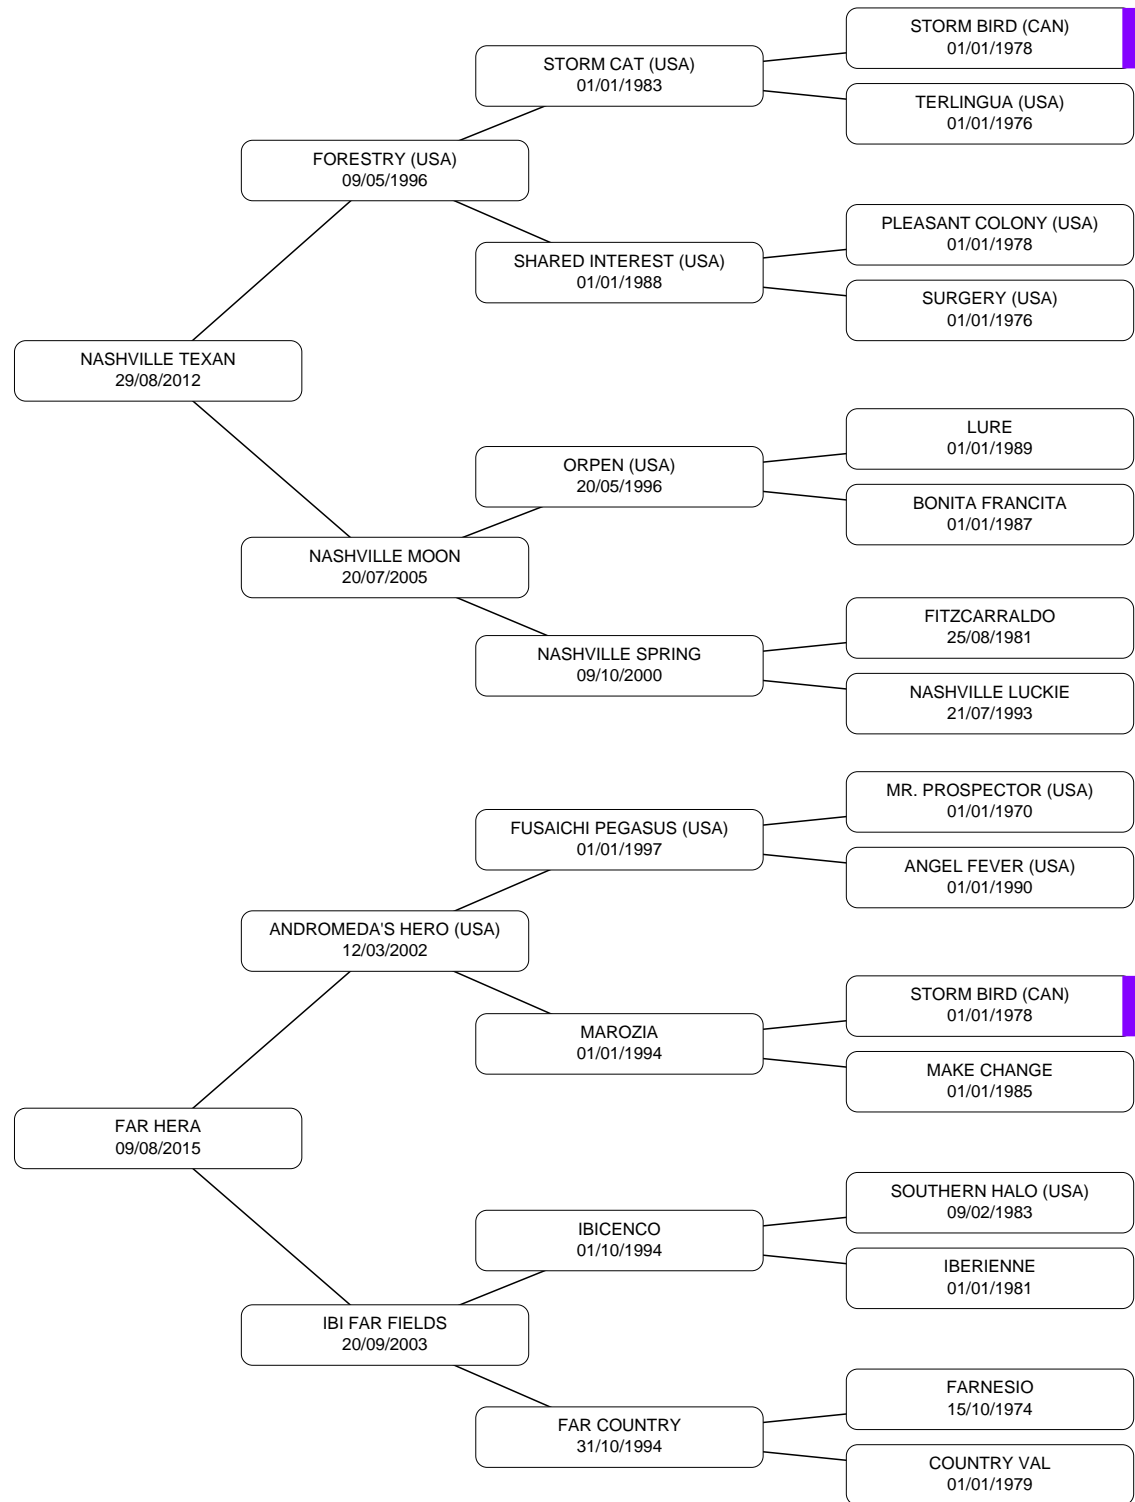 STORM BIRD (CAN)
01/01/1978
STORM CAT (USA)
01/01/1983
TERLINGUA (USA)
01/01/1976
FORESTRY (USA)
09/05/1996
PLEASANT COLONY (USA)
01/01/1978
SHARED INTEREST (USA)
01/01/1988
SURGERY (USA)
01/01/1976
NASHVILLE TEXAN
29/08/2012
LURE
01/01/1989
ORPEN (USA)
20/05/1996
BONITA FRANCITA
01/01/1987
NASHVILLE MOON
20/07/2005
FITZCARRALDO
25/08/1981
NASHVILLE SPRING
09/10/2000
NASHVILLE LUCKIE
21/07/1993
MR. PROSPECTOR (USA)
01/01/1970
FUSAICHI PEGASUS (USA)
01/01/1997
ANGEL FEVER (USA)
01/01/1990
ANDROMEDA'S HERO (USA)
12/03/2002
STORM BIRD (CAN)
01/01/1978
MAROZIA
01/01/1994
MAKE CHANGE
01/01/1985
FAR HERA
09/08/2015
SOUTHERN HALO (USA)
09/02/1983
IBICENCO
01/10/1994
IBERIENNE
01/01/1981
IBI FAR FIELDS
20/09/2003
FARNESIO
15/10/1974
FAR COUNTRY
31/10/1994
COUNTRY VAL
01/01/1979